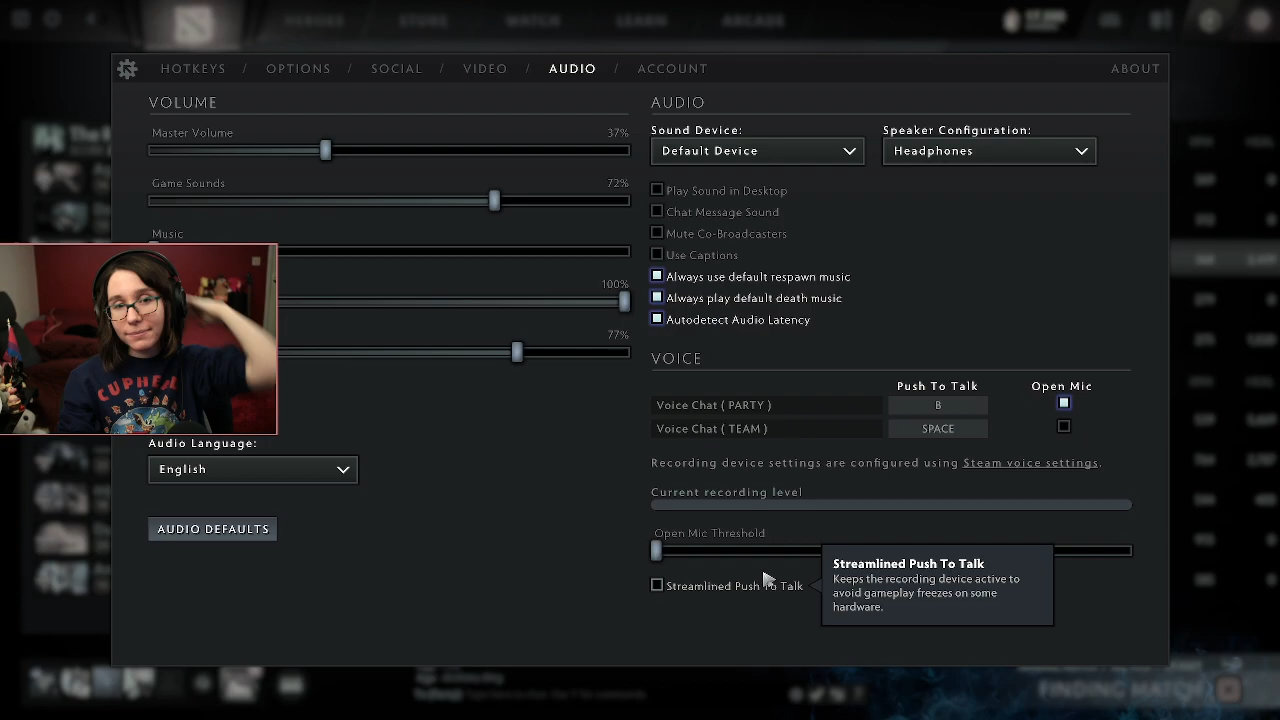 HEROES
STORE
WATCH
LEARN
ARCADE
HOTKEYS / OPTIONS / SOCIAL / VIDEO / AUDIO / ACCOUNT
ABOUT
VOLUME
Master Volume
37%
Game Sounds
72%
Music
100%
77%
Audio Language:
English
AUDIO DEFAULTS
AUDIO
Sound Device:
Speaker Configuration:
Default Device
Headphones
Play Sound in Desktop
Chat Message Sound
Mute Co-Broadcasters
Use Captions
Always use default respawn music
Always play default death music
Autodetect Audio Latency
VOICE
Push To Talk
Open Mic
Voice Chat ( PARTY )
B
Voice Chat ( TEAM )
SPACE
Recording device settings are configured using Steam voice settings.
Current recording level
Open Mic Threshold
Streamlined Push To Talk
Streamlined Push To Talk
Keeps the recording device active to
avoid gameplay freezes on some
hardware.
CUPHEAD
FINDING MATCH